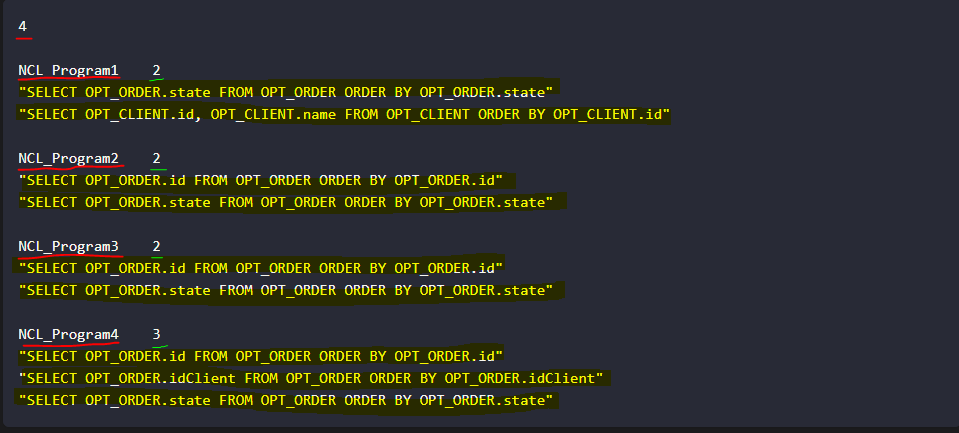 4
NCL_Program1    2
"SELECT OPT_ORDER.state FROM OPT_ORDER ORDER BY OPT_ORDER.state"
"SELECT OPT_CLIENT.id, OPT_CLIENT.name FROM OPT_CLIENT ORDER BY OPT_CLIENT.id"
NCL_Program2    2
"SELECT OPT_ORDER.id FROM OPT_ORDER ORDER BY OPT_ORDER.id"
"SELECT OPT_ORDER.state FROM OPT_ORDER ORDER BY OPT_ORDER.state"
NCL_Program3    2
"SELECT OPT_ORDER.id FROM OPT_ORDER ORDER BY OPT_ORDER.id"
"SELECT OPT_ORDER.state FROM OPT_ORDER ORDER BY OPT_ORDER.state"
NCL_Program4    3
"SELECT OPT_ORDER.id FROM OPT_ORDER ORDER BY OPT_ORDER.id"
"SELECT OPT_ORDER.idClient FROM OPT_ORDER ORDER BY OPT_ORDER.idClient"
"SELECT OPT_ORDER.state FROM OPT_ORDER ORDER BY OPT_ORDER.state"